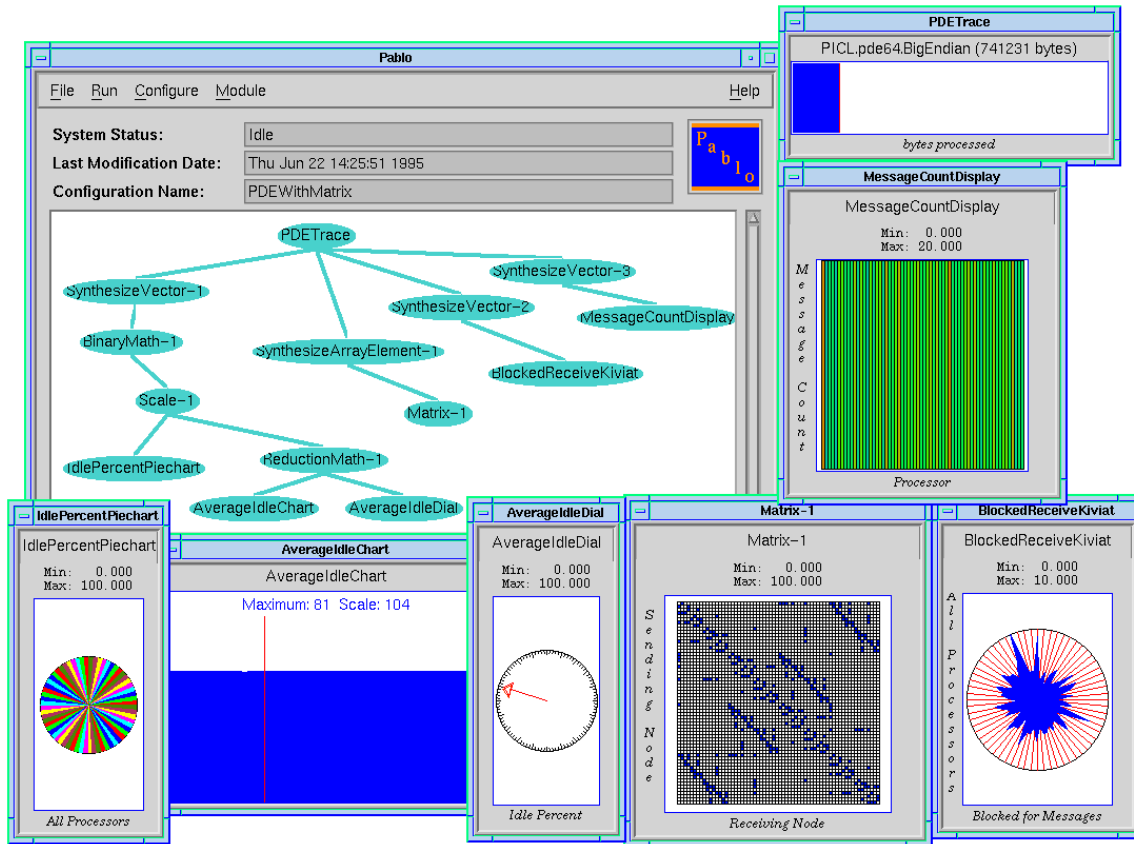 Pablo
File Run Configure Module Help
System Status: Idle
Last Modification Date: Thu Jun 22 14:25:51 1995
Configuration Name: PDEWithMatrix
Pablo
PDETrace
SynthesizeVector-3
SynthesizeVector-1
SynthesizeVector-2
MessageCountDisplay
BinaryMath-1
SynthesizeArrayElement-1
BlockedReceiveKiviat
Scale-1
Matrix-1
IdlePercentPiechart
ReductionMath-1
AverageIdleChart
AverageIdleDial
PDETrace
PICL.pde64.BigEndian (741231 bytes)
bytes processed
MessageCountDisplay
MessageCountDisplay
Min: 0.000
Max: 20.000
Message Count
Processor
IdlePercentPiechart
IdlePercentPiechart
Min: 0.000
Max: 100.000
All Processors
AverageIdleChart
AverageIdleChart
Maximum: 81 Scale: 104
AverageIdleDial
AverageIdleDial
Min: 0.000
Max: 100.000
Idle Percent
Matrix-1
Matrix-1
Min: 0.000
Max: 100.000
Sending Node
Receiving Node
BlockedReceiveKiviat
BlockedReceiveKiviat
Min: 0.000
Max: 10.000
All Processors
Blocked for Messages